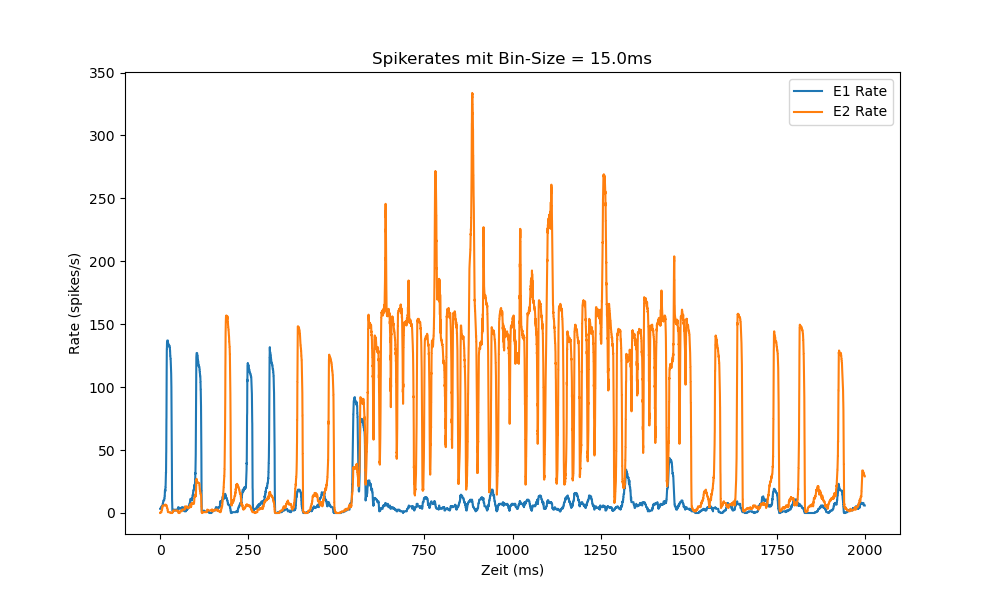 Spikerates mit Bin-Size = 15.0ms
E1 Rate
E2 Rate
Rate (spikes/s)
350
300
250
200
150
100
50
0
0 250 500 750 1000 1250 1500 1750 2000
Zeit (ms)